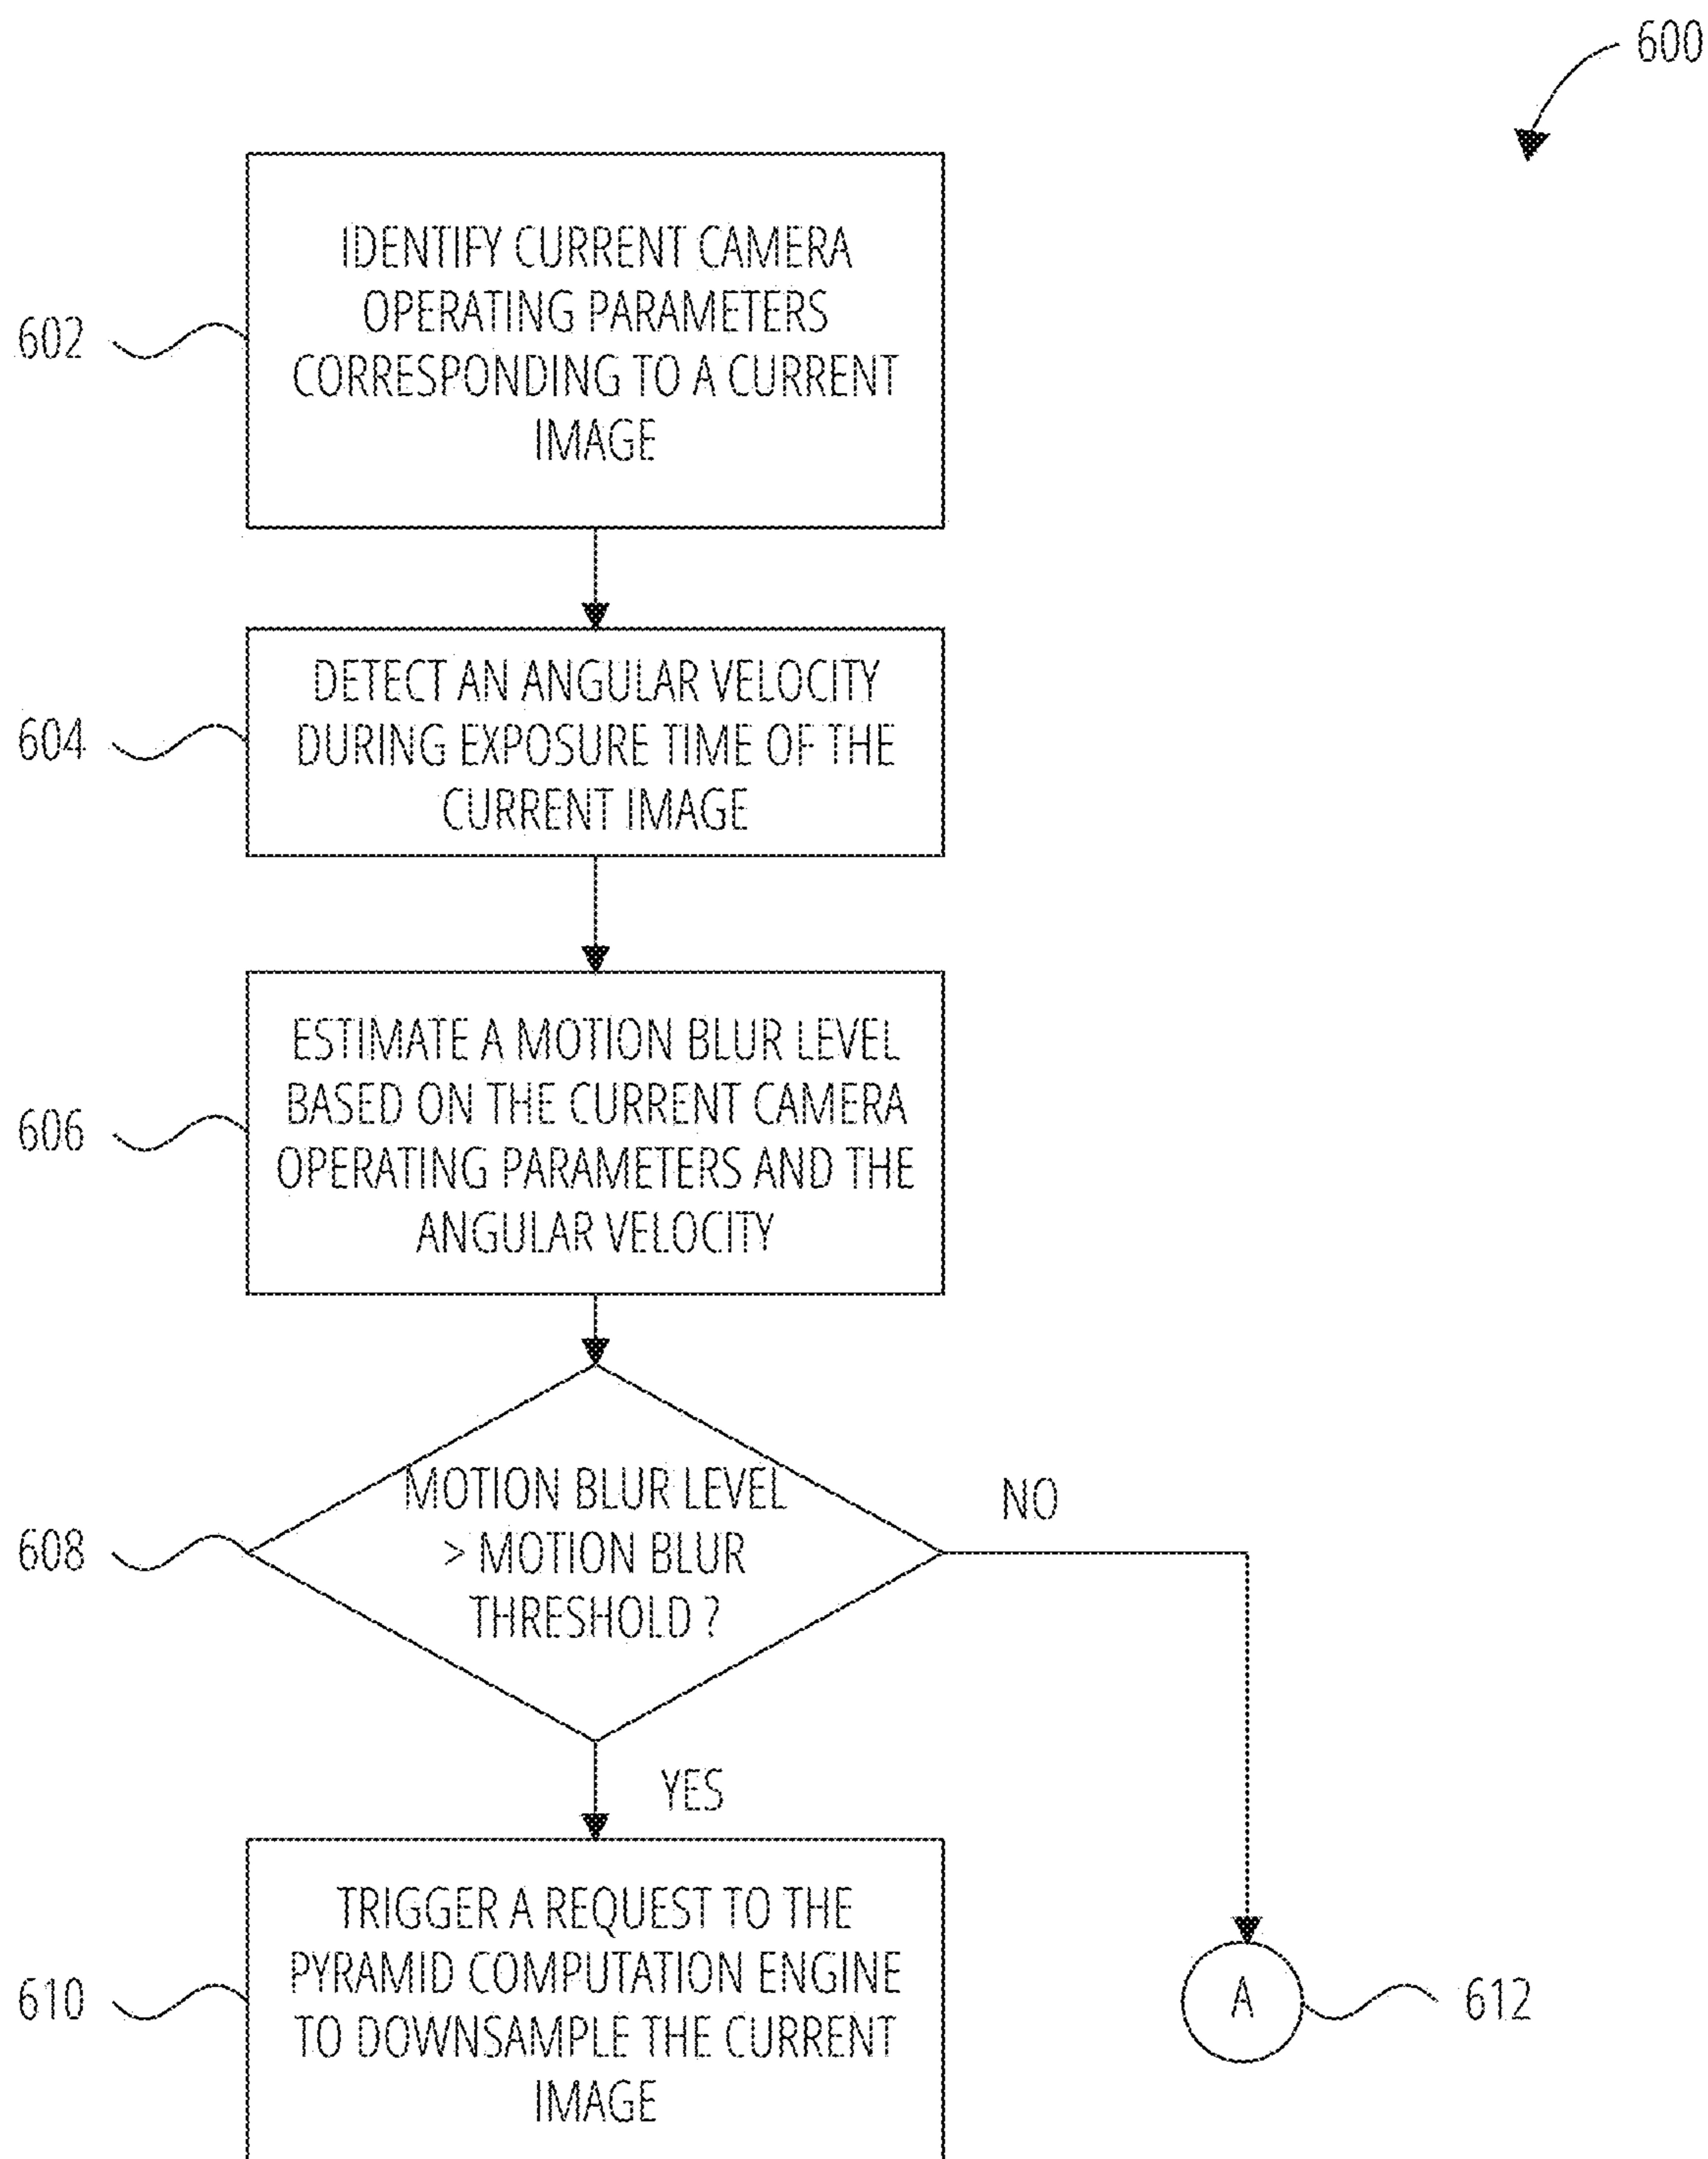 600
602
IDENTIFY CURRENT CAMERA
OPERATING PARAMETERS
CORRESPONDING TO A CURRENT
IMAGE
604
DETECT AN ANGULAR VELOCITY
DURING EXPOSURE TIME OF THE
CURRENT IMAGE
606
ESTIMATE A MOTION BLUR LEVEL
BASED ON THE CURRENT CAMERA
OPERATING PARAMETERS AND THE
ANGULAR VELOCITY
608
MOTION BLUR LEVEL
> MOTION BLUR
THRESHOLD ?
NO
YES
610
TRIGGER A REQUEST TO THE
PYRAMID COMPUTATION ENGINE
TO DOWNSAMPLE THE CURRENT
IMAGE
A
612